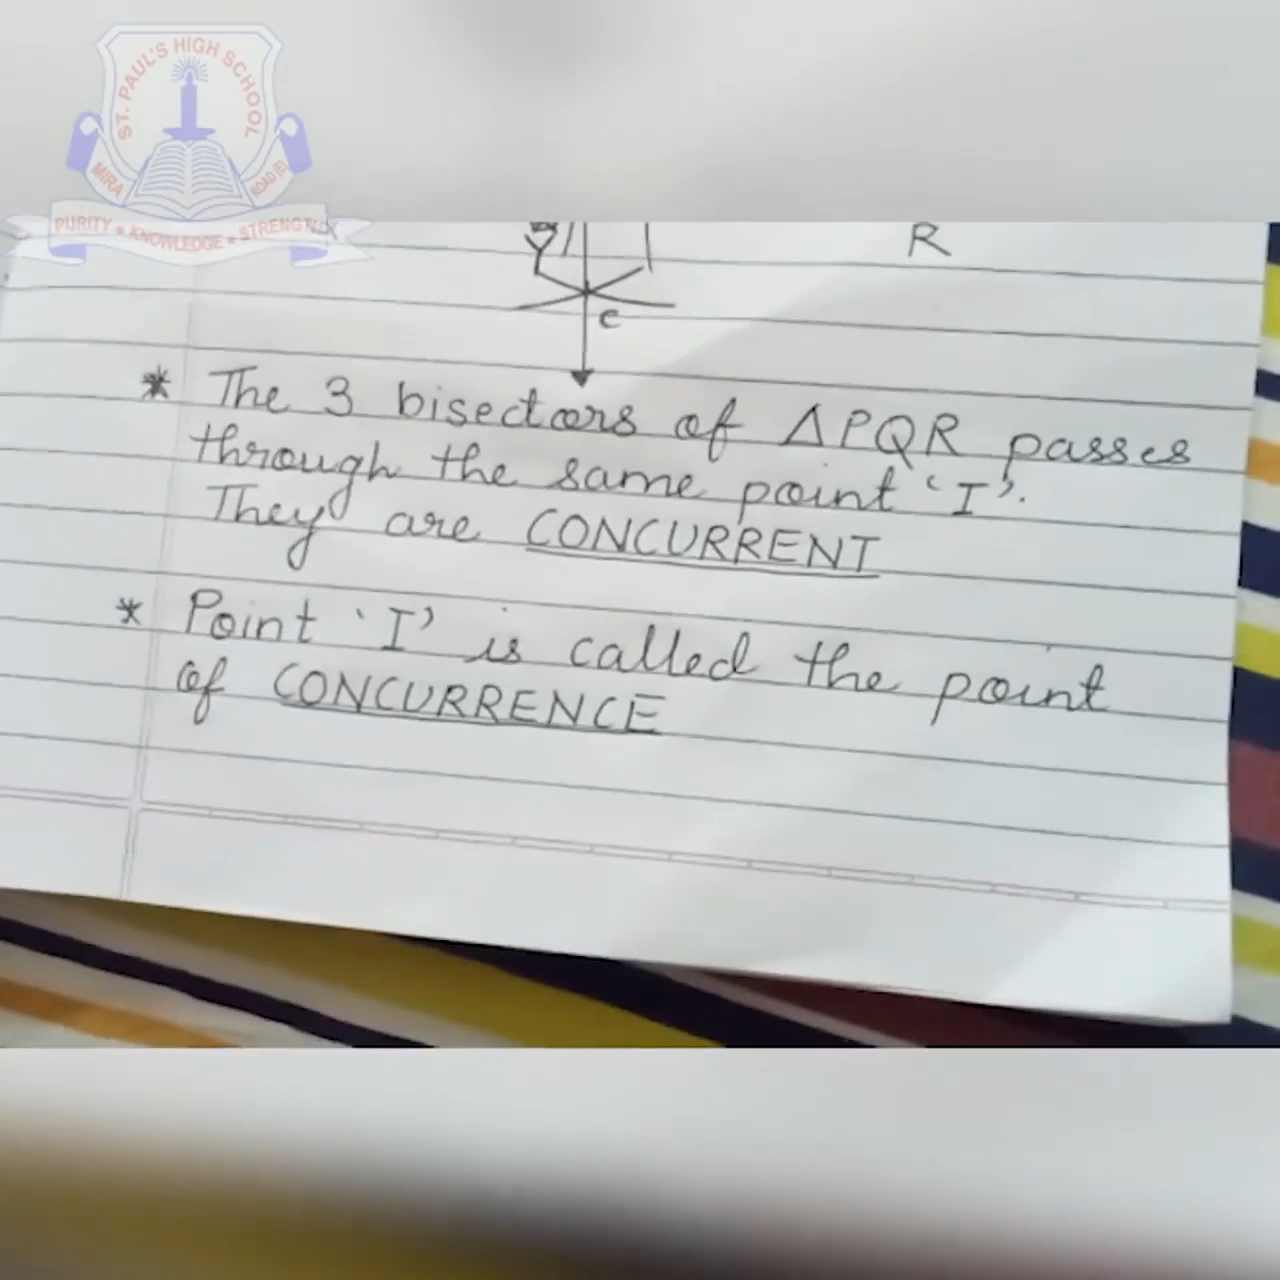 ST. PAUL'S HIGH SCHOOL
MIRA
ROAD (E)
PURITY • KNOWLEDGE • STRENGTH
R
c
* The 3 bisectors of △PQR passes
through the same point 'I'.
They are CONCURRENT
* Point 'I' is called the point
of CONCURRENCE